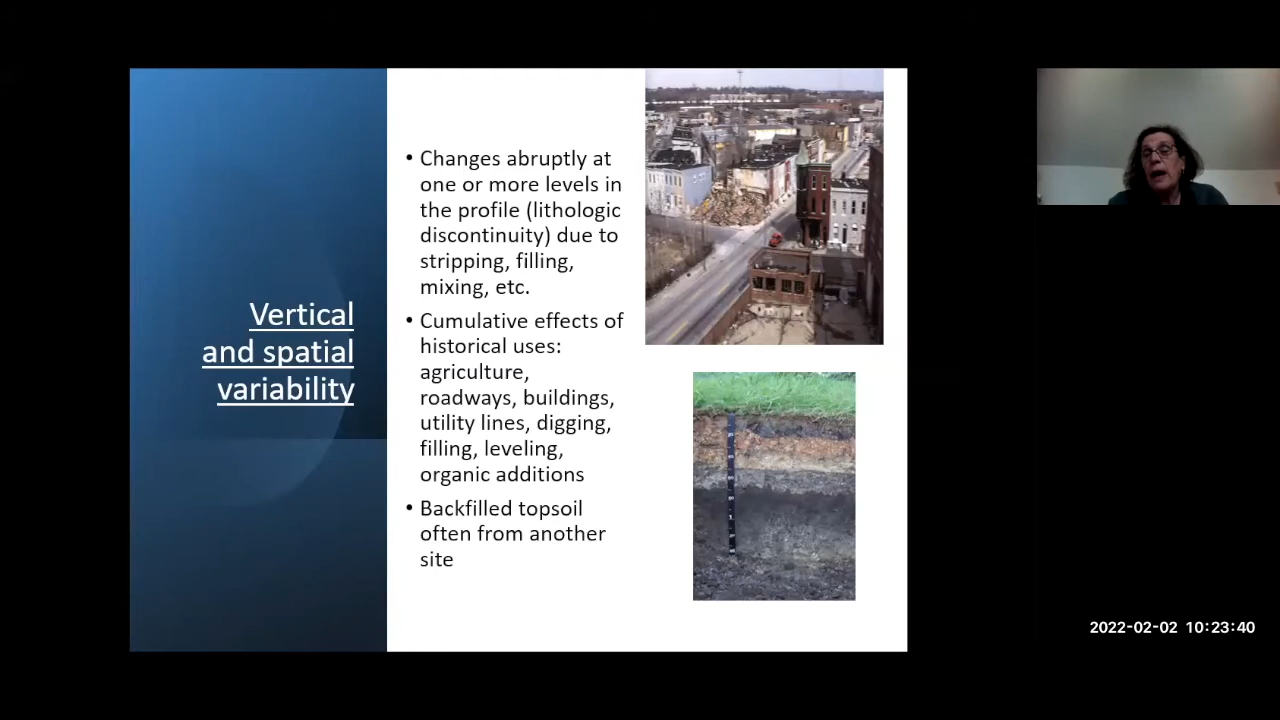 Vertical
and spatial
variability
• Changes abruptly at
one or more levels in
the profile (lithologic
discontinuity) due to
stripping, filling,
mixing, etc.
• Cumulative effects of
historical uses:
agriculture,
roadways, buildings,
utility lines, digging,
filling, leveling,
organic additions
• Backfilled topsoil
often from another
site
2022-02-02 10:23:40